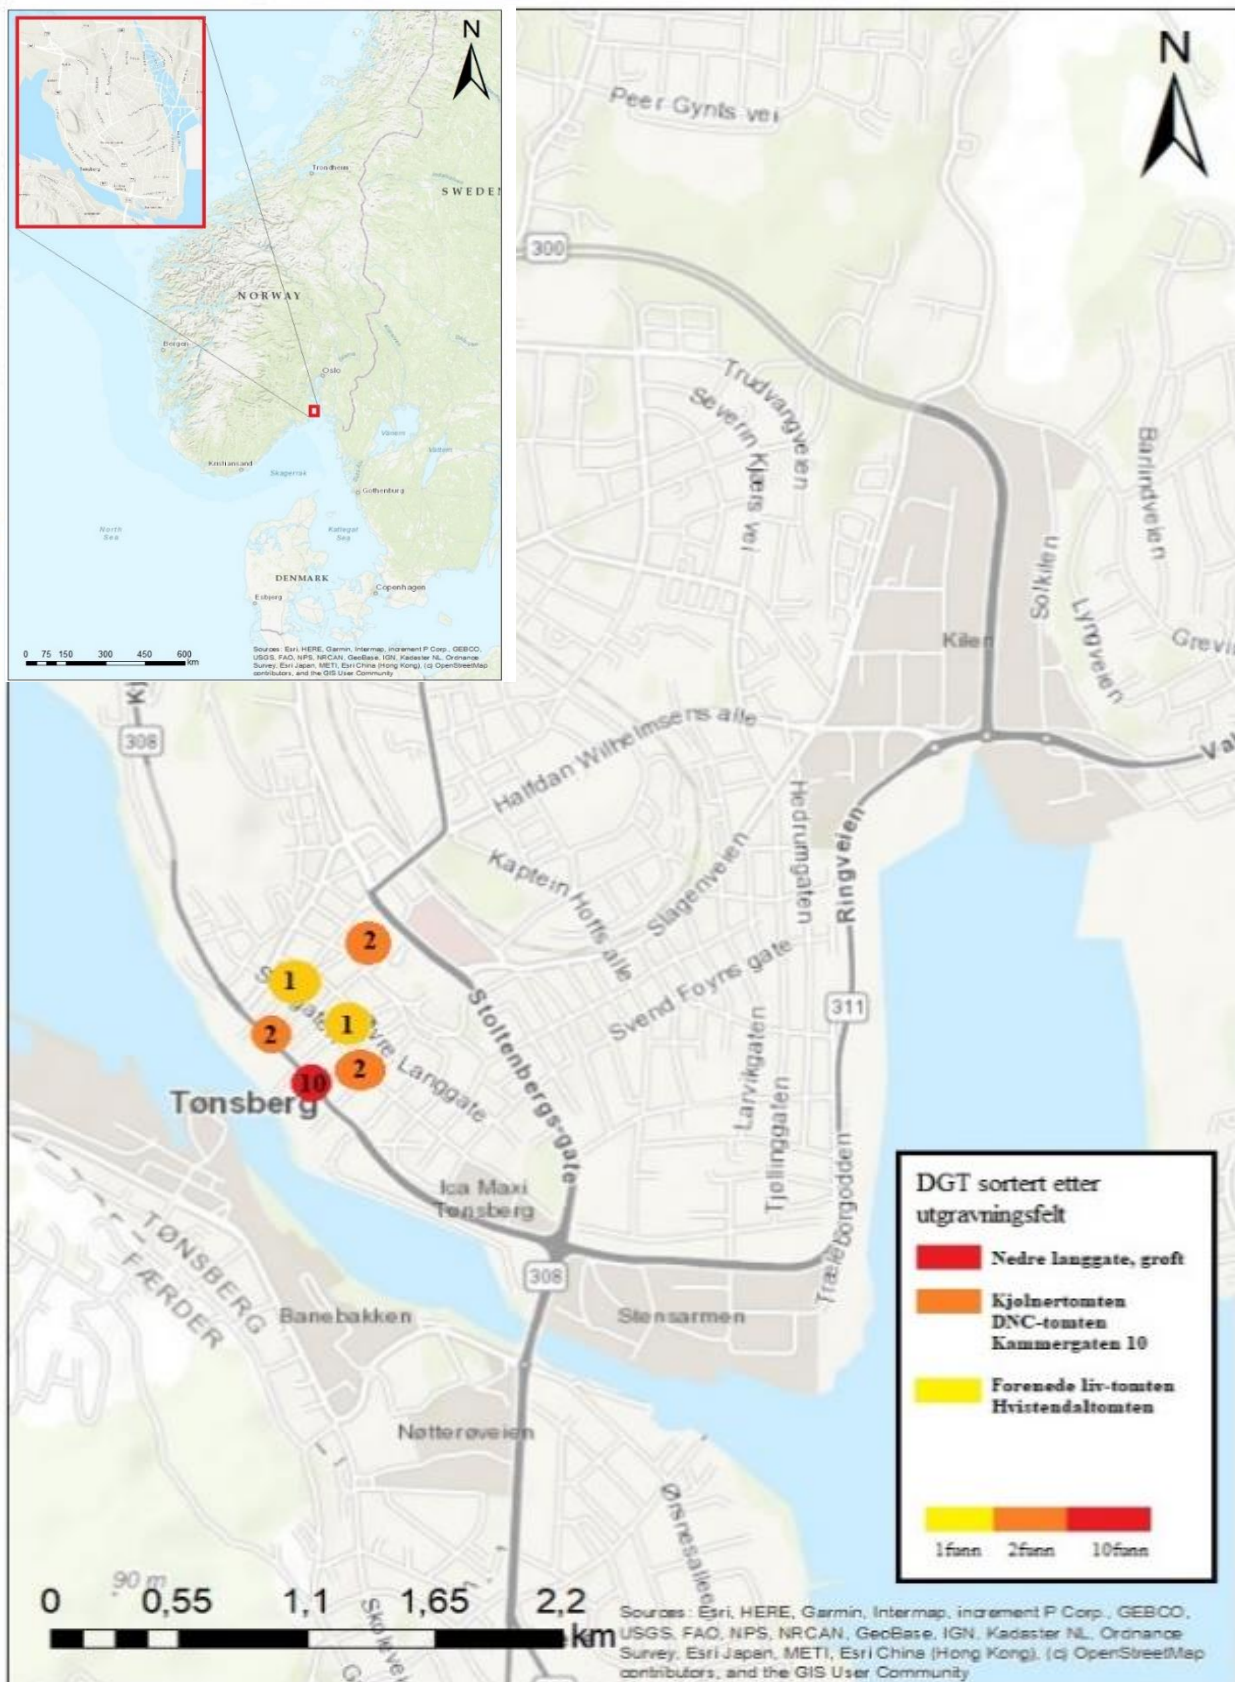 N
Trondheim
SWEDEN
NORWAY
Bergen
Oslo
Kristiansand
Skagerrak
Gothenburg
North
Sea
Kattegat
Sea
DENMARK
Copenhagen
Esbjerg
0 75 150 300 450 600
km
Sources: Esri, HERE, Garmin, Intermap, increment P Corp., GEBCO,
USGS, FAO, NPS, NRCAN, GeoBase, IGN, Kadaster NL, Ordnance
Survey, Esri Japan, METI, Esri China (Hong Kong), (c) OpenStreetMap
contributors, and the GIS User Community
N
Peer Gynts vei
300
Trudvangveien
Severin Kjærs vei
Barindveien
Solkilen
Kilen
Lyngveien
308
Halfdan Wilhelmsens alle
Kaptein Hoffs alle
Slagenveien
Hedrumgaten
Ringveien
2
1
1
2
2
10
Langgate
Stoltenbergs-gate
Svend Foyns gate
311
Tønsberg
Larvikgaten
Tjøllinggaten
Træleborgodden
Ica Maxi
Tønsberg
308
TØNSBERG
FÆRDER
Banebakken
Stensarmen
Nøtterøveien
Ørsnesalleen
DGT sortert etter
utgravningsfelt
Nedre langgate, grøft
Kjølnertomten
DNC-tomten
Kammergaten 10
Forenede liv-tomten
Hvistendaltomten
1funn 2funn 10funn
90 m
0 0,55 1,1 1,65 2,2
km
Sources: Esri, HERE, Garmin, Intermap, increment P Corp., GEBCO,
USGS, FAO, NPS, NRCAN, GeoBase, IGN, Kadaster NL, Ordnance
Survey, Esri Japan, METI, Esri China (Hong Kong), (c) OpenStreetMap
contributors, and the GIS User Community